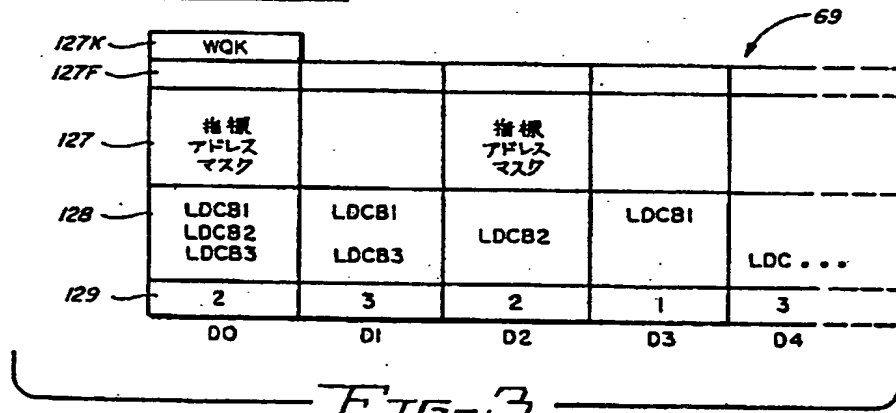 69
127K WQK
127F
127 指標 指標
アドレス アドレス
マスク マスク
128 LDCB1 LDCB1 LDCB1
LDCB2 LDCB2
LDCB3 LDCB3 LDC...
129 2 3 2 1 3
D0 D1 D2 D3 D4
FIG-3